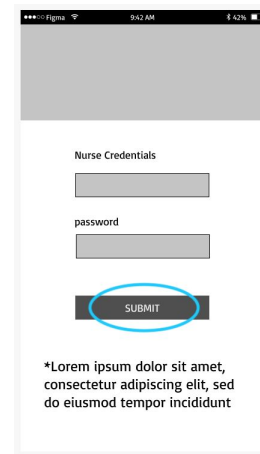 Figma 9:42 AM 42%
Nurse Credentials
password
SUBMIT
*Lorem ipsum dolor sit amet,
consectetur adipiscing elit, sed
do eiusmod tempor incididunt